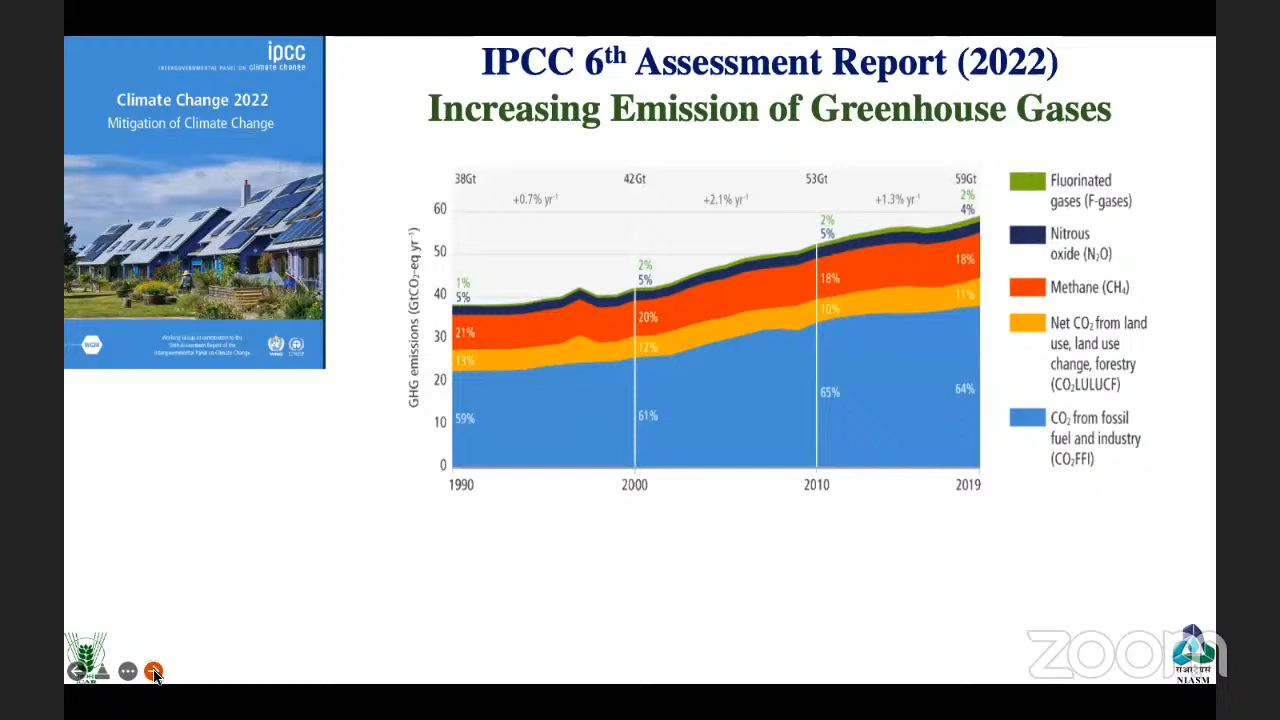 ipcc
INTERGOVERNMENTAL PANEL ON climate change
Climate Change 2022
Mitigation of Climate Change
WGIII
Working Group III contribution to the
Sixth Assessment Report of the
Intergovernmental Panel on Climate Change
WMO
UNEP
IPCC 6th Assessment Report (2022)
Increasing Emission of Greenhouse Gases
38Gt 42Gt 53Gt 59Gt
+0.7% yr-1 +2.1% yr-1 +1.3% yr-1
GHG emissions (GtCO2-eq yr-1)
60
50
40
30
20
10
0
1%
5%
21%
13%
59%
2%
5%
20%
12%
61%
2%
5%
18%
10%
65%
2%
4%
18%
11%
64%
1990 2000 2010 2019
Fluorinated
gases (F-gases)
Nitrous
oxide (N2O)
Methane (CH4)
Net CO2 from land
use, land use
change, forestry
(CO2LULUCF)
CO2 from fossil
fuel and industry
(CO2FFI)
ICAR
zoom
NIASM